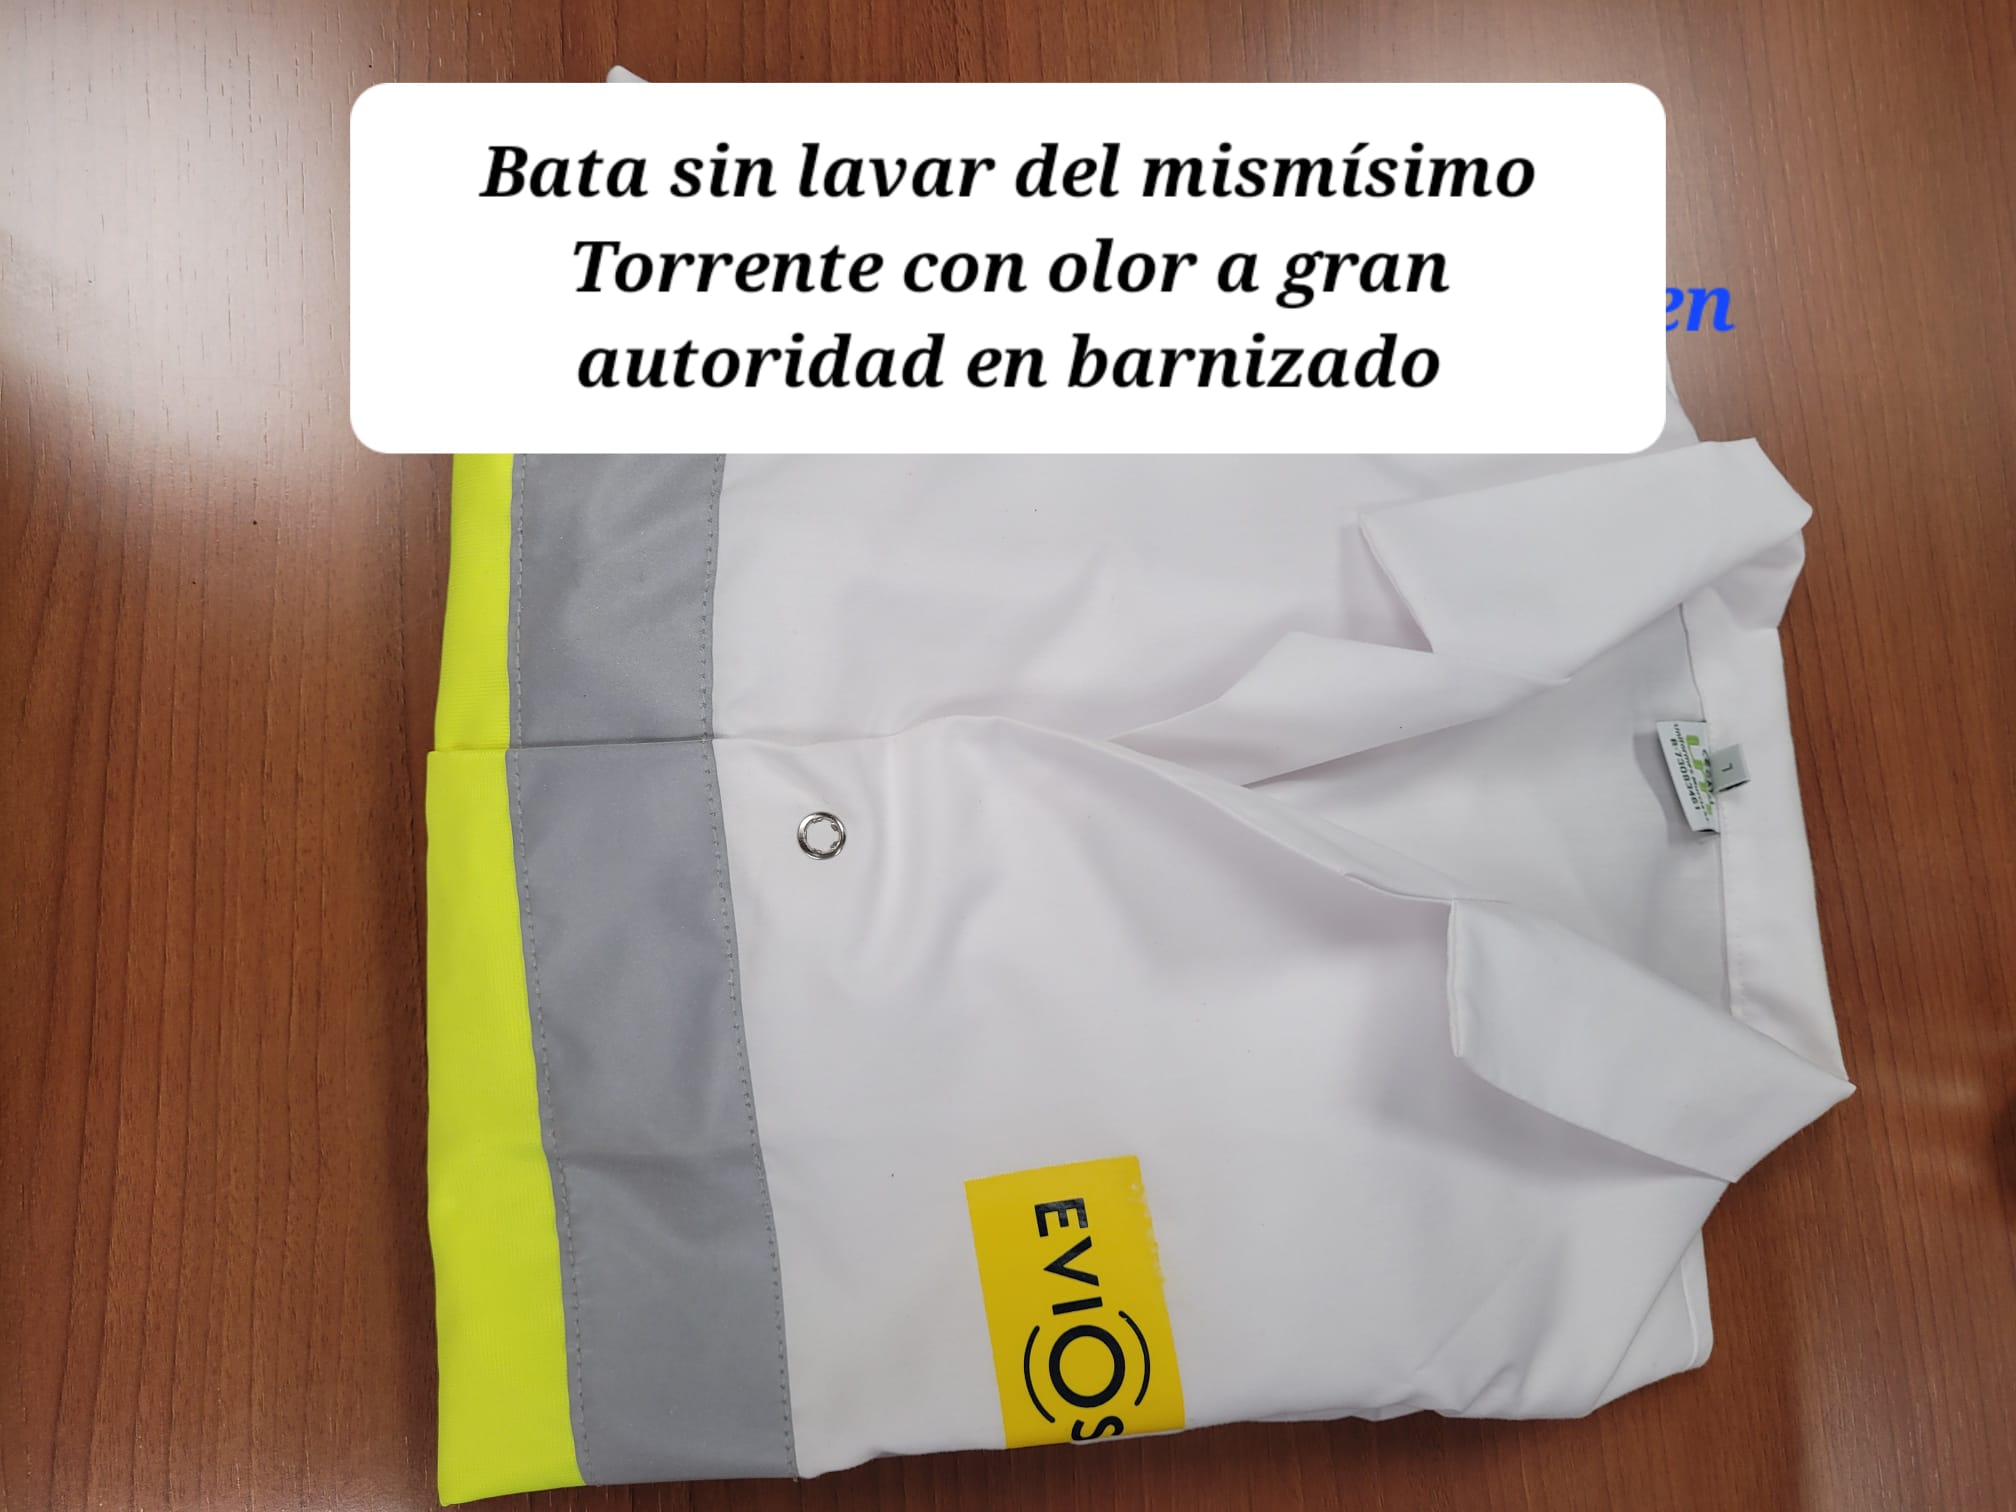 Bata sin lavar del mismísimo
Torrente con olor a gran
en
autoridad en barnizado
L
EVIOS